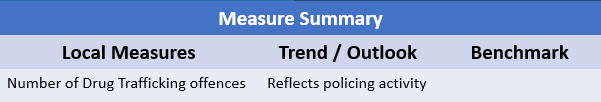 Measure Summary
Local Measures Trend / Outlook Benchmark
Number of Drug Trafficking offences Reflects policing activity